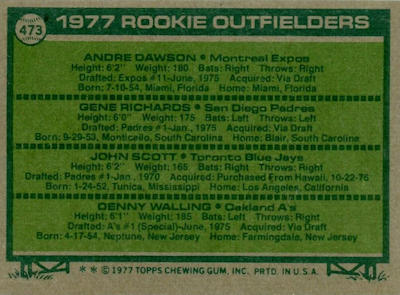 473
1977 ROOKIE OUTFIELDERS
ANDRE DAWSON • Montreal Expos
Height: 6'2" Weight: 180 Bats: Right Throws: Right
Drafted: Expos #11-June, 1975 Acquired: Via Draft
Born: 7-10-54, Miami, Florida Home: Miami, Florida
GENE RICHARDS • San Diego Padres
Height: 6'0" Weight: 175 Bats: Left Throws: Left
Drafted: Padres #1-Jan., 1975 Acquired: Via Draft
Born: 9-29-53, Monticello, South Carolina Home: Blair, South Carolina
JOHN SCOTT • Toronto Blue Jays
Height: 6'2" Weight: 165 Bats: Right Throws: Right
Drafted: Padres #1-Jan., 1970 Acquired: Purchased From Hawaii, 10-22-76
Born: 1-24-52, Tunica, Mississippi Home: Los Angeles, California
DENNY WALLING • Oakland A's
Height: 6'1" Weight: 185 Bats: Left Throws: Right
Drafted: A's #1 (Special)-June, 1975 Acquired: Via Draft
Born: 4-17-54, Neptune, New Jersey Home: Farmingdale, New Jersey
* * © 1977 TOPPS CHEWING GUM, INC. PRTD. IN U.S.A.